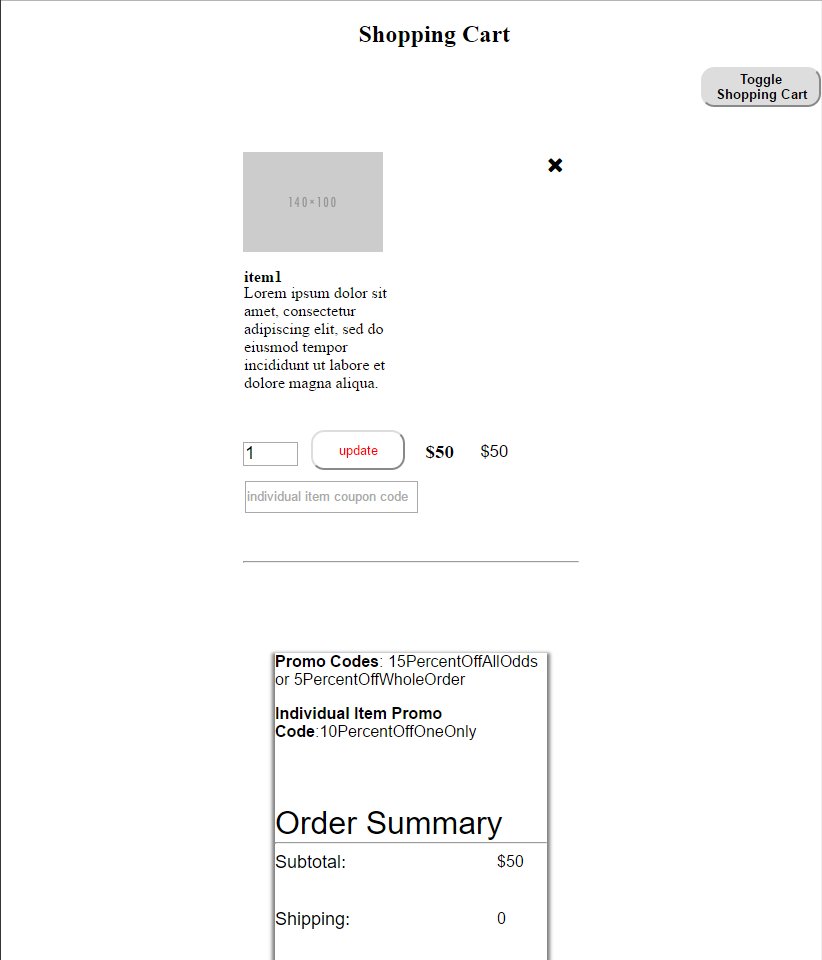 Shopping Cart
Toggle
Shopping Cart
140×100
item1
Lorem ipsum dolor sit
amet, consectetur
adipiscing elit, sed do
eiusmod tempor
incididunt ut labore et
dolore magna aliqua.
1 update $50 $50
individual item coupon code
Promo Codes: 15PercentOffAllOdds
or 5PercentOffWholeOrder
Individual Item Promo
Code:10PercentOffOneOnly
Order Summary
Subtotal: $50
Shipping: 0